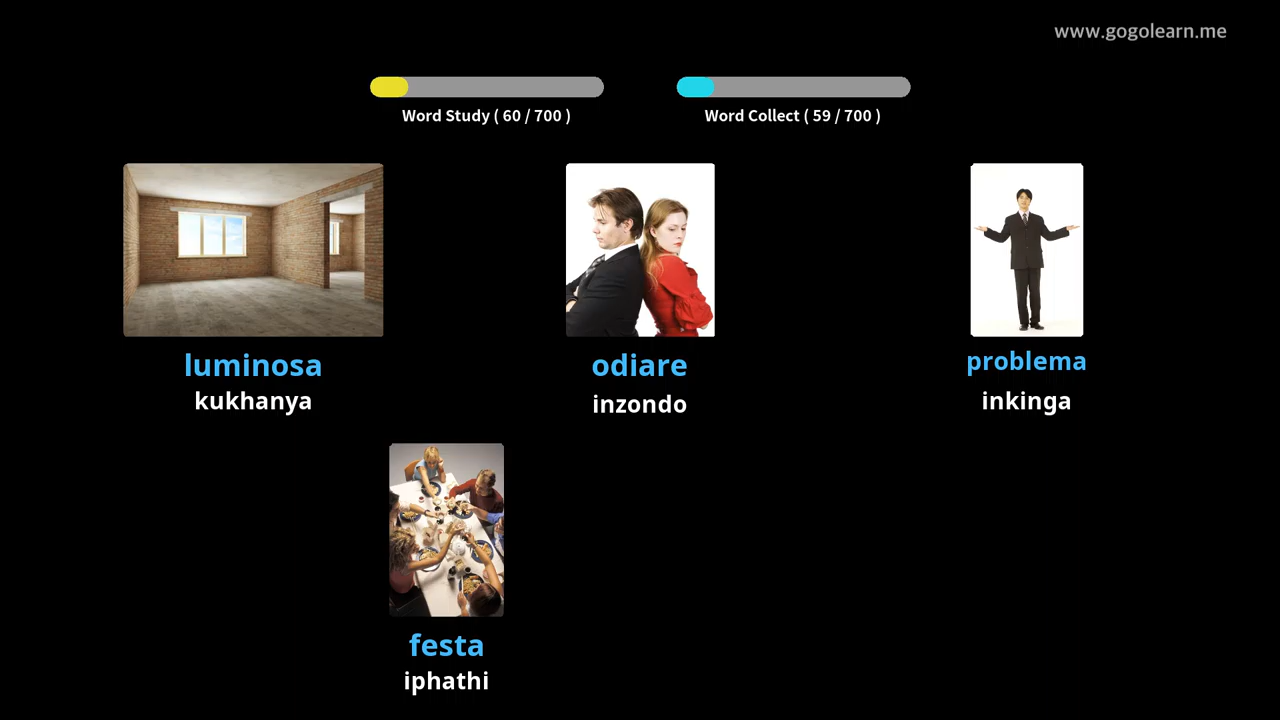 www.gogolearn.me
Word Study ( 60 / 700 )
Word Collect ( 59 / 700 )
luminosa
kukhanya
odiare
inzondo
problema
inkinga
festa
iphathi